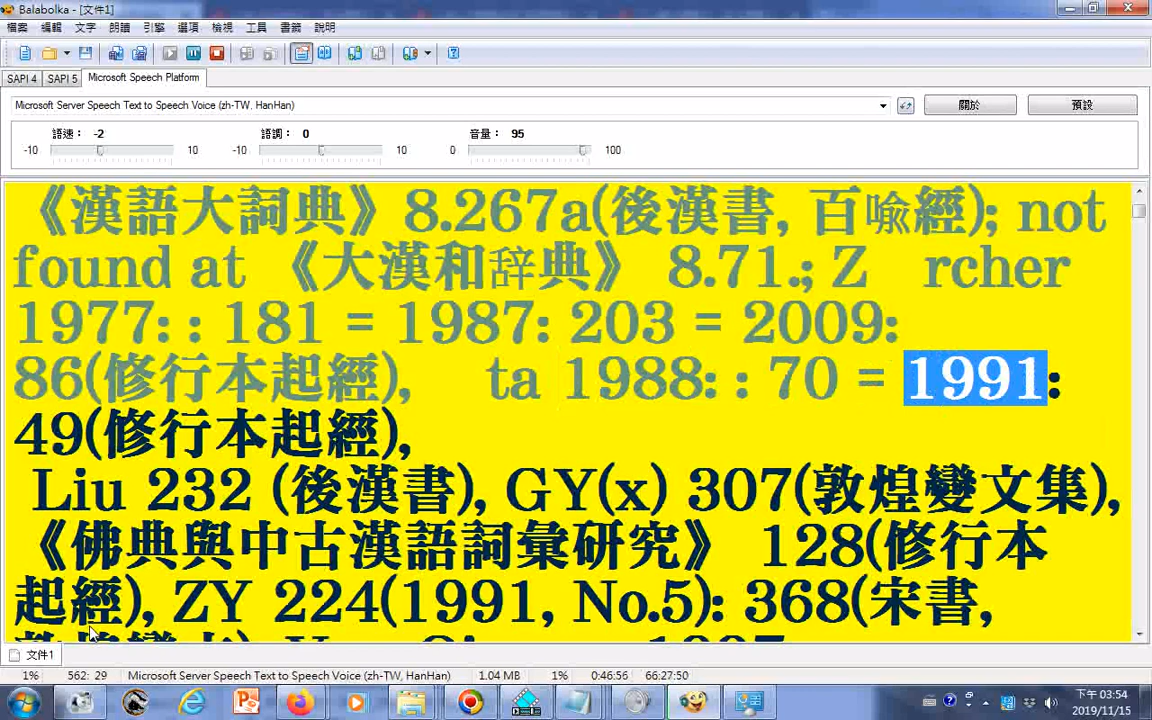 Balabolka - [文件1]
檔案 編輯 文字 朗讀 引擎 選項 檢視 工具 書籤 說明
SAPI 4 SAPI 5 Microsoft Speech Platform
Microsoft Server Speech Text to Speech Voice (zh-TW, HanHan) 關於 預設
語速： -2 語調： 0 音量： 95
-10 10 -10 10 0 100
《漢語大詞典》8.267a(後漢書, 百喩經); not
found at 《大漢和辞典》 8.71.; Z rcher
1977: : 181 = 1987: 203 = 2009:
86(修行本起經), ta 1988: : 70 = 1991:
49(修行本起經),
Liu 232 (後漢書), GY(x) 307(敦煌變文集),
《佛典與中古漢語詞彙研究》 128(修行本
起經), ZY 224(1991, No.5): 368(宋書,
文件1
1% 562: 29 Microsoft Server Speech Text to Speech Voice (zh-TW, HanHan) 1.04 MB 1% 0:46:56 66:27:50
下午 03:54
2019/11/15